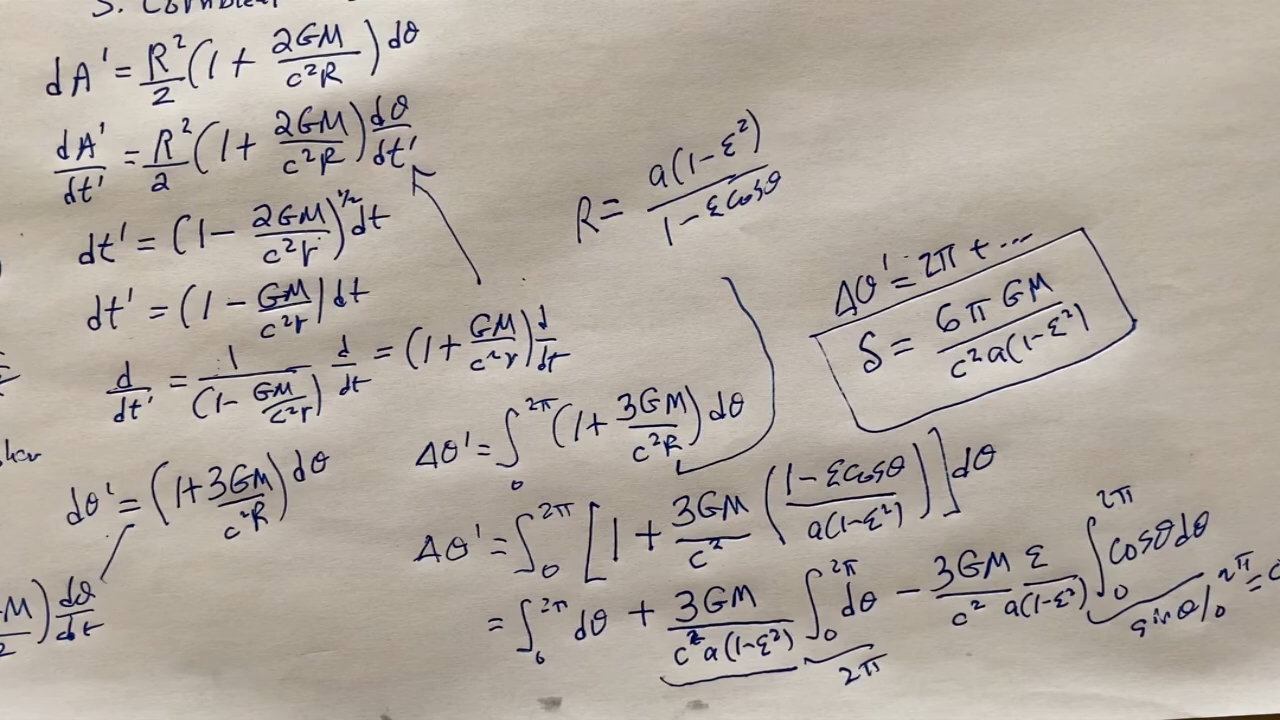 dA' = R²/2 (1 + 2GM/c²R) dθ
dA'/dt' = R²/2 (1 + 2GM/c²R) dθ/dt'
dt' = (1 - 2GM/c²r)^½ dt
dt' = (1 - GM/c²r) dt
d/dt' = 1/(1 - GM/c²r) d/dt = (1 + GM/c²r) d/dt
dθ' = (1 + 3GM/c²R) dθ
dθ/dt
R = a(1-ε²)/1-εcosθ
Δθ' = 2π + ...
δ = 6πGM/c²a(1-ε²)
Δθ' = ∫₀^2π (1 + 3GM/c²R) dθ
Δθ' = ∫₀^2π [1 + 3GM/c² (1-εcosθ/a(1-ε²))] dθ
= ∫₀^2π dθ + 3GM/c²a(1-ε²) ∫₀^2π dθ - 3GM/c² ε/a(1-ε²) ∫₀^2π cosθdθ
2π
sinθ|₀^2π =